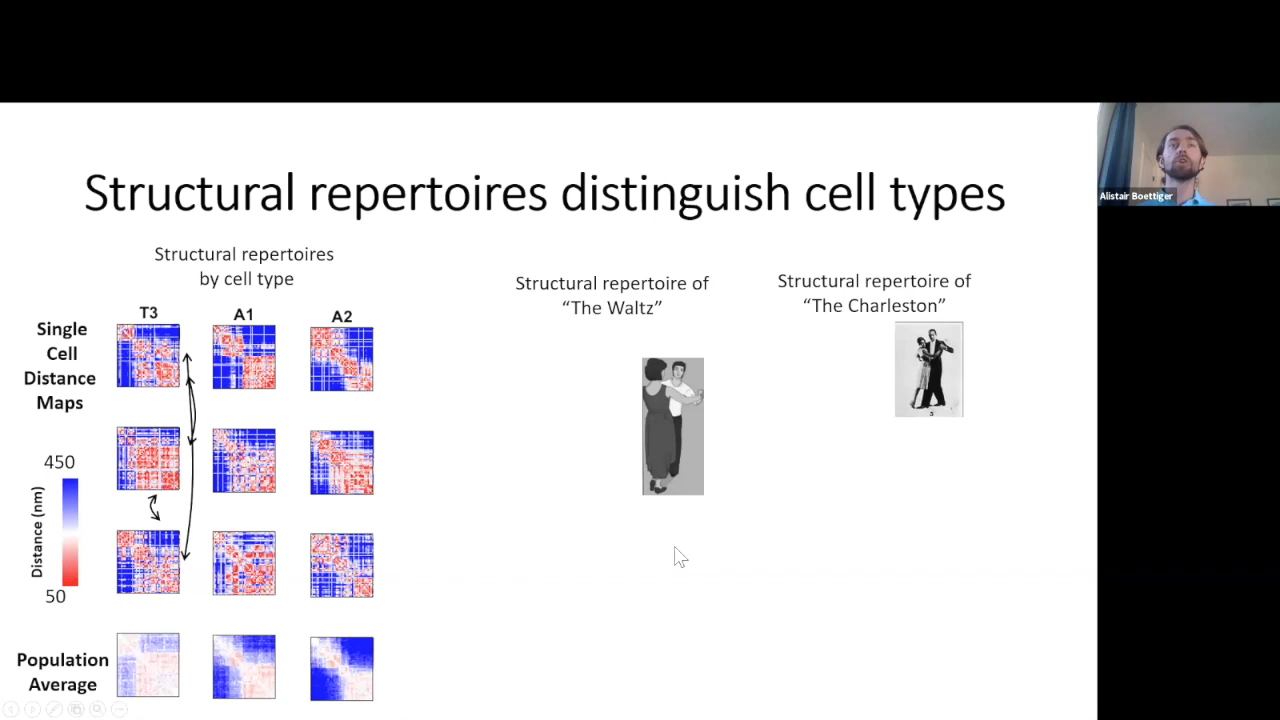 Structural repertoires distinguish cell types
Alistair Boettiger
Structural repertoires
by cell type
Structural repertoire of
“The Waltz”
Structural repertoire of
“The Charleston”
T3
A1
A2
Single
Cell
Distance
Maps
450
Distance (nm)
50
Population
Average